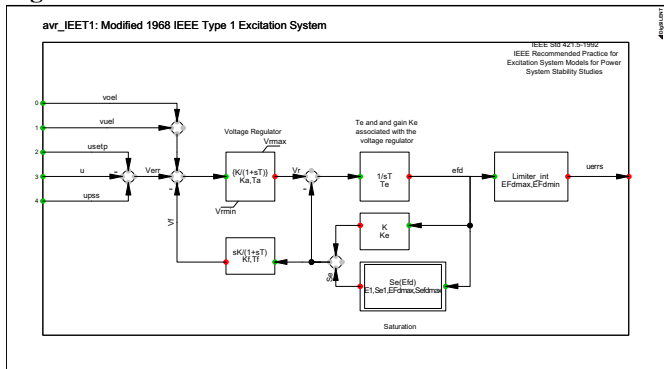 avr_IEET1: Modified 1968 IEEE Type 1 Excitation System
DIgSILENT
IEEE Std 421.5-1992
IEEE Recommended Practice for
Excitation System Models for Power
System Stability Studies
0
voel
1
vuel
2
usetp
3
u
4
upss
-
Verr
-
Voltage Regulator
Vrmax
{K/(1+sT)}
Ka,Ta
Vrmin
Vr
-
Te and and gain Ke
associated with the
voltage regulator
1/sT
Te
efd
Limiter_int
EFdmax,EFdmin
uerrs
K
Ke
Vf
sK/(1+sT)
Kf,Tf
Se
Se(Efd)
E1,Se1,EFdmax,Sefdmax
Saturation